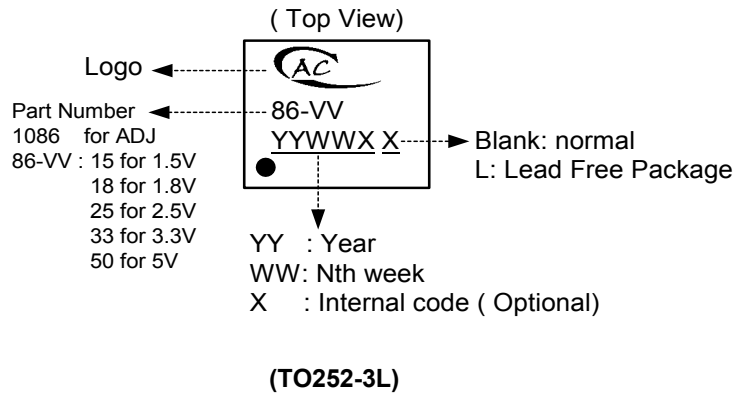 ( Top View)
Logo
AC
Part Number
1086 for ADJ
86-VV : 15 for 1.5V
18 for 1.8V
25 for 2.5V
33 for 3.3V
50 for 5V
86-VV
YYWWX X
Blank: normal
L: Lead Free Package
YY : Year
WW: Nth week
X : Internal code ( Optional)
(TO252-3L)